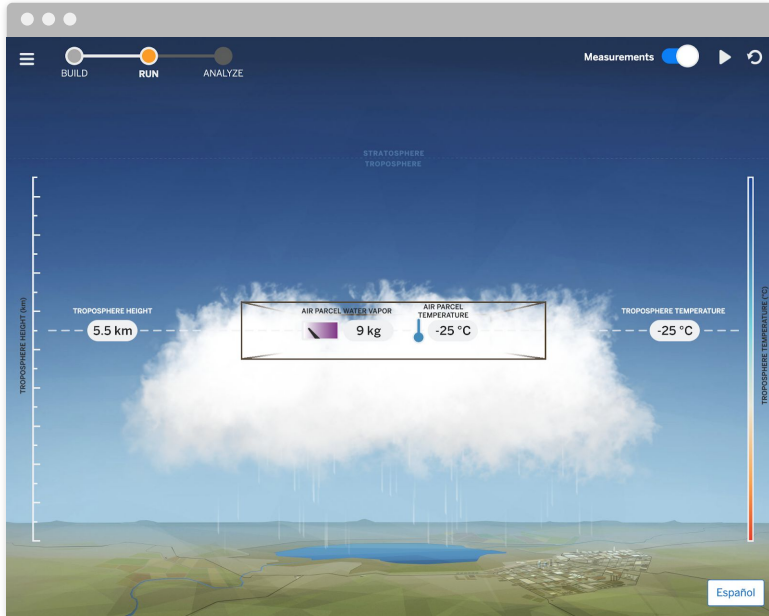 Measurements
BUILD
RUN
ANALYZE
STRATOSPHERE
TROPOSPHERE
TROPOSPHERE HEIGHT (km)
TROPOSPHERE HEIGHT
5.5 km
AIR PARCEL WATER VAPOR
9 kg
AIR PARCEL
TEMPERATURE
-25 °C
TROPOSPHERE TEMPERATURE
-25 °C
TROPOSPHERE TEMPERATURE (°C)
Español